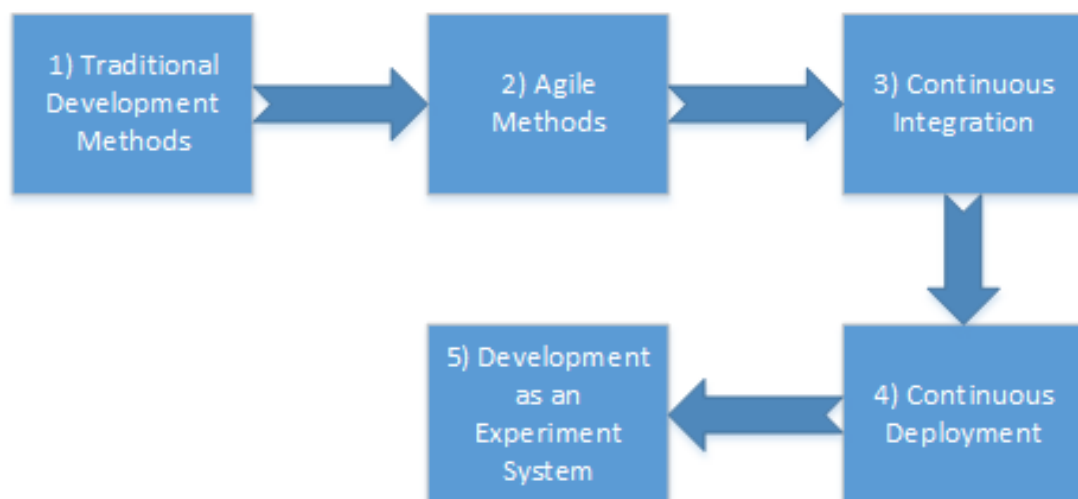 1) Traditional
Development
Methods
2) Agile
Methods
3) Continuous
Integration
4) Continuous
Deployment
5) Development
as an
Experiment
System